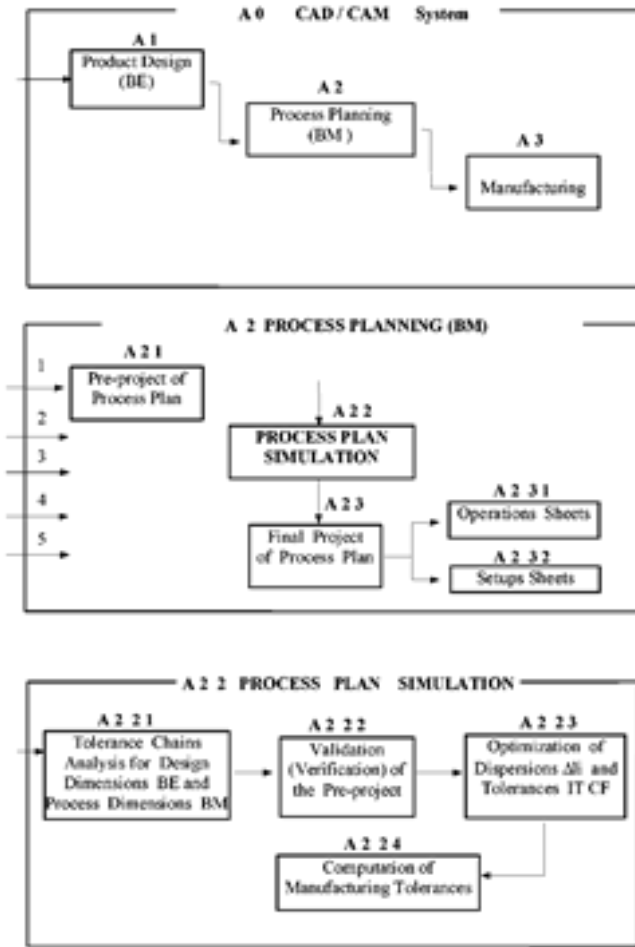 A 0 CAD / CAM System
A 1
Product Design
(BE)
A 2
Process Planning
(BM )
A 3
Manufacturing
A 2 PROCESS PLANNING (BM)
A 2 1
1
Pre-project of
Process Plan
2
3
4
5
A 2 2
PROCESS PLAN
SIMULATION
A 2 3
Final Project
of Process Plan
A 2 3 1
Operations Sheets
A 2 3 2
Setups Sheets
A 2 2 PROCESS PLAN SIMULATION
A 2 2 1
Tolerance Chains
Analysis for Design
Dimensions BE and
Process Dimensions BM
A 2 2 2
Validation
(Verification) of
the Pre-project
A 2 2 3
Optimization of
Dispersions Δli and
Tolerances IT CF
A 2 2 4
Computation of
Manufacturing Tolerances